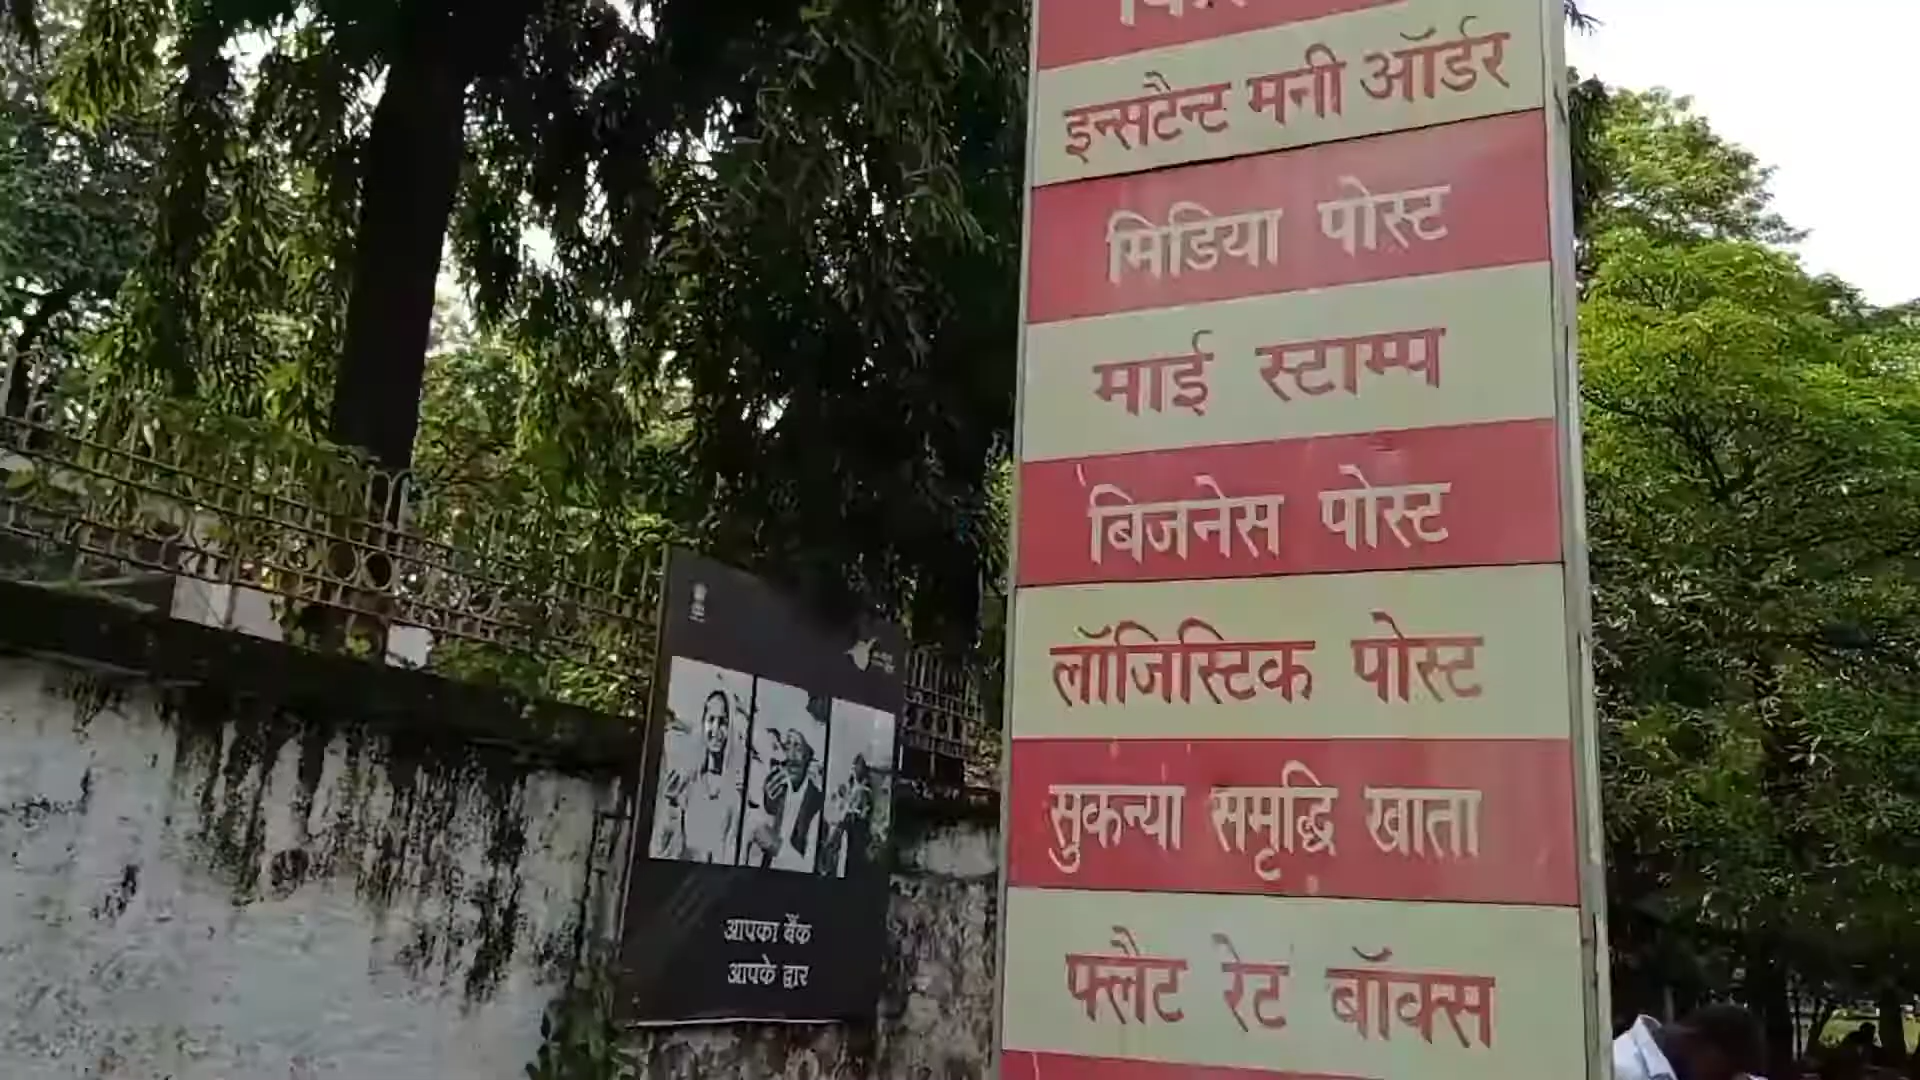 इन्सटैन्ट मनी ऑर्डर
मिडिया पोस्ट
माई स्टाम्प
बिजनेस पोस्ट
लॉजिस्टिक पोस्ट
सुकन्या समृद्धि खाता
फ्लैट रेट बॉक्स
आपका बैंक
आपके द्वार